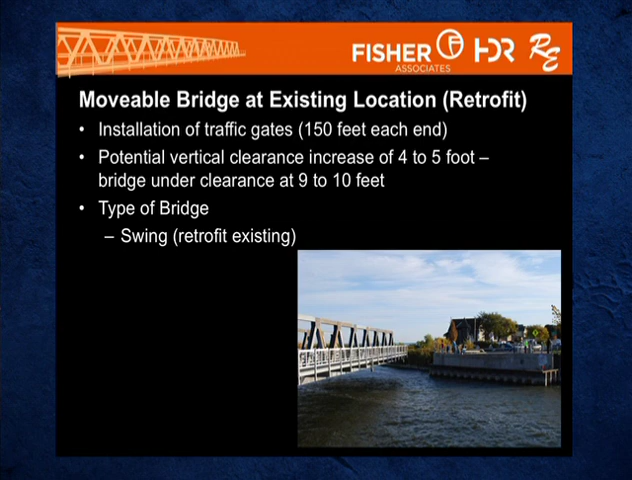 FISHER
ASSOCIATES
F
HDR
RE
Moveable Bridge at Existing Location (Retrofit)
• Installation of traffic gates (150 feet each end)
• Potential vertical clearance increase of 4 to 5 foot –
bridge under clearance at 9 to 10 feet
• Type of Bridge
– Swing (retrofit existing)